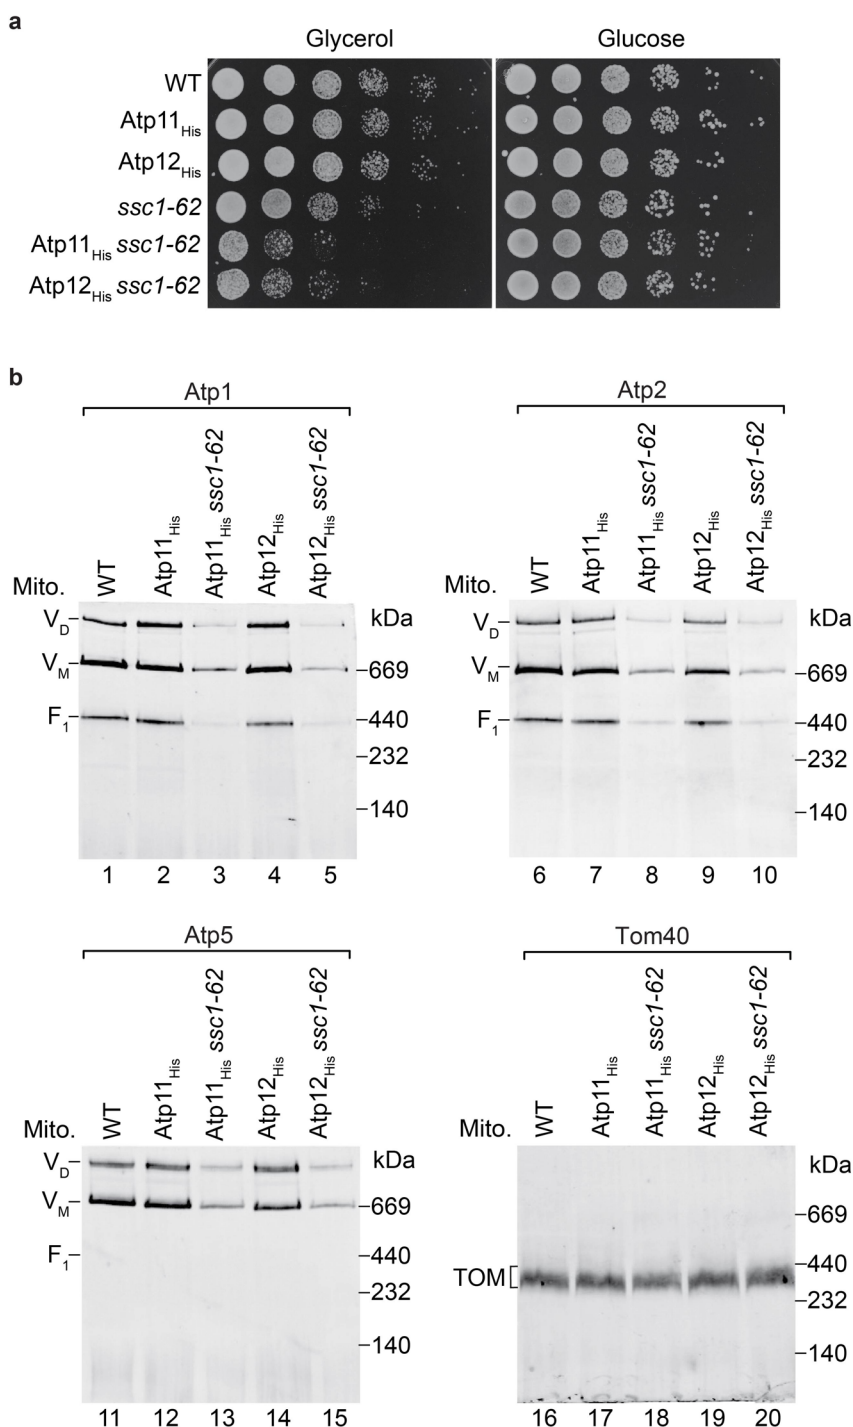 a
Glycerol Glucose
WT
Atp11His
Atp12His
ssc1-62
Atp11His ssc1-62
Atp12His ssc1-62
b
Atp1
Mito. WT Atp11His Atp11His ssc1-62 Atp12His Atp12His ssc1-62
VD kDa
VM 669
F1 440
232
140
1 2 3 4 5
Atp2
Mito. WT Atp11His Atp11His ssc1-62 Atp12His Atp12His ssc1-62
VD kDa
VM 669
F1 440
232
140
6 7 8 9 10
Atp5
Mito. WT Atp11His Atp11His ssc1-62 Atp12His Atp12His ssc1-62
VD kDa
VM 669
F1 440
232
140
11 12 13 14 15
Tom40
Mito. WT Atp11His Atp11His ssc1-62 Atp12His Atp12His ssc1-62
kDa
669
440
TOM
232
140
16 17 18 19 20